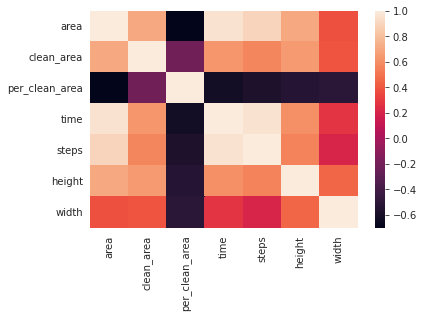 area
clean_area
per_clean_area
time
steps
height
width
area
clean_area
per_clean_area
time
steps
height
width
1.0
0.8
0.6
0.4
0.2
0.0
−0.2
−0.4
−0.6